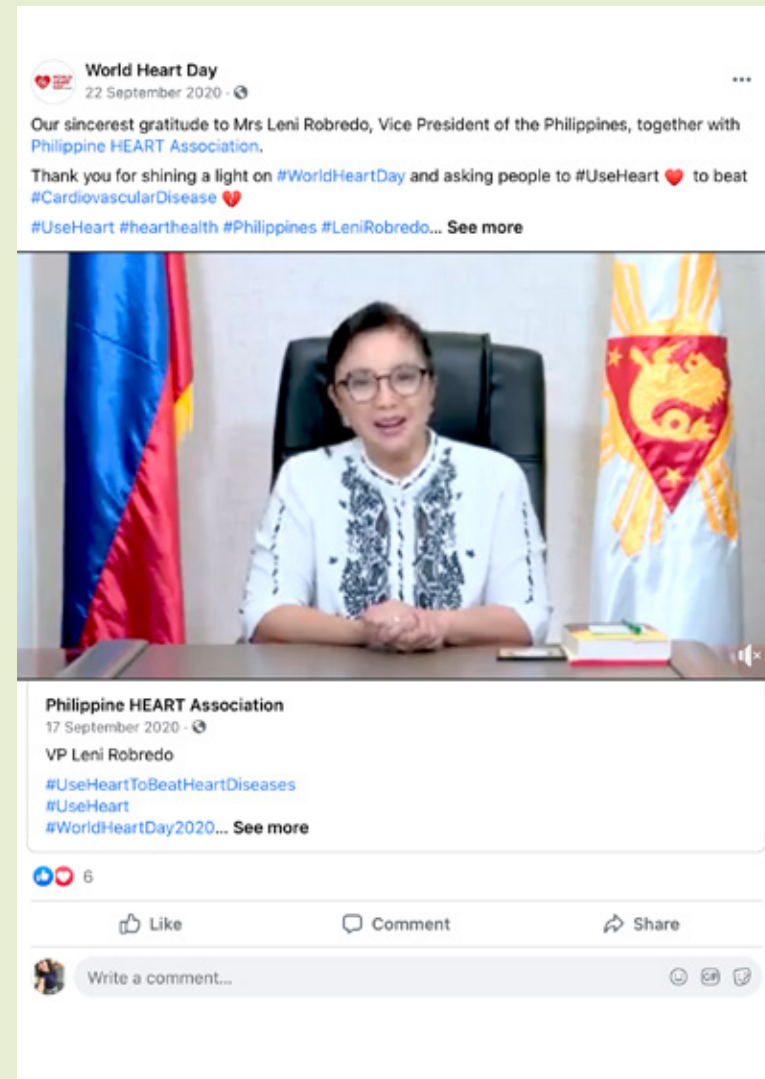 World Heart Day
22 September 2020 ·
Our sincerest gratitude to Mrs Leni Robredo, Vice President of the Philippines, together with
Philippine HEART Association.
Thank you for shining a light on #WorldHeartDay and asking people to #UseHeart ❤️ to beat
#CardiovascularDisease 💔
#UseHeart #hearthealth #Philippines #LeniRobredo... See more
Philippine HEART Association
17 September 2020 ·
VP Leni Robredo
#UseHeartToBeatHeartDiseases
#UseHeart
#WorldHeartDay2020... See more
6
Like Comment Share
Write a comment...
GIF